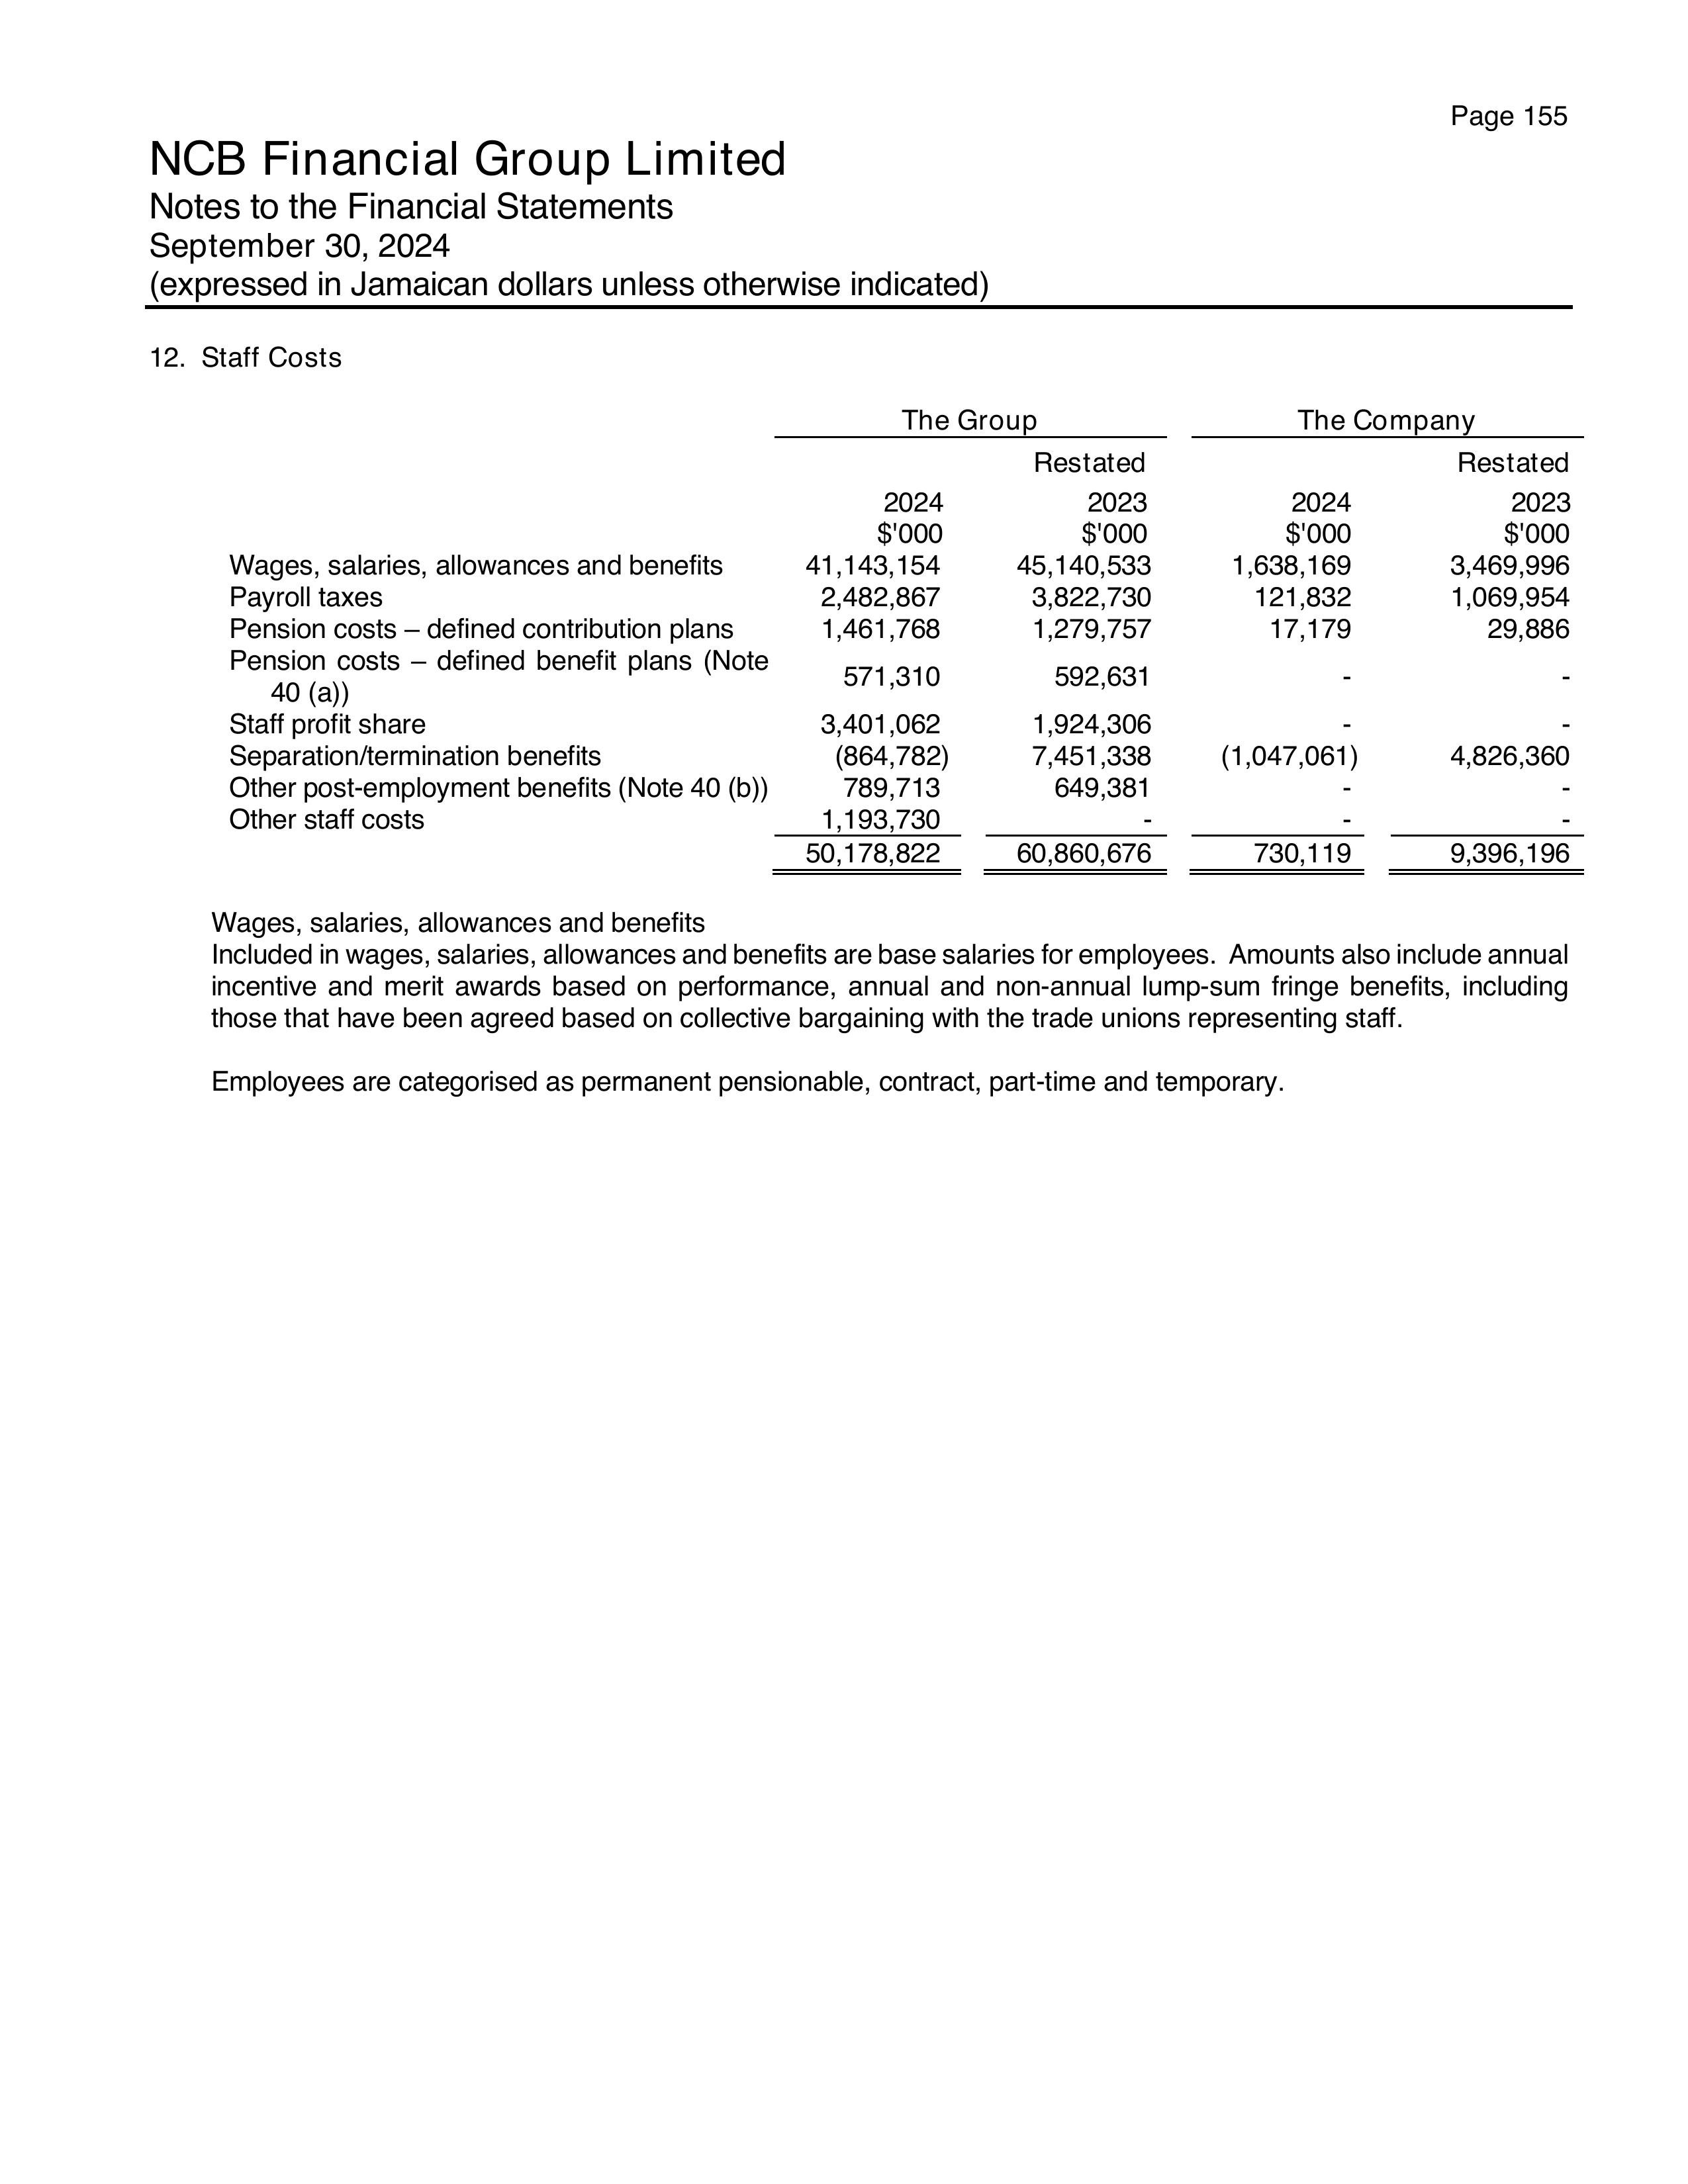 Page 155
NCB Financial Group Limited
Notes to the Financial Statements
September 30, 2024
(expressed in Jamaican dollars unless otherwise indicated)
12. Staff Costs
The Group The Company
Restated Restated
2024 2023 2024 2023
$'000 $'000 $'000 $'000
Wages, salaries, allowances and benefits 41,143,154 45,140,533 1,638,169 3,469,996
Payroll taxes 2,482,867 3,822,730 121,832 1,069,954
Pension costs – defined contribution plans 1,461,768 1,279,757 17,179 29,886
Pension costs – defined benefit plans (Note
40 (a)) 571,310 592,631 - -
Staff profit share 3,401,062 1,924,306 - -
Separation/termination benefits (864,782) 7,451,338 (1,047,061) 4,826,360
Other post-employment benefits (Note 40 (b)) 789,713 649,381 - -
Other staff costs 1,193,730 - - -
50,178,822 60,860,676 730,119 9,396,196
Wages, salaries, allowances and benefits
Included in wages, salaries, allowances and benefits are base salaries for employees. Amounts also include annual
incentive and merit awards based on performance, annual and non-annual lump-sum fringe benefits, including
those that have been agreed based on collective bargaining with the trade unions representing staff.
Employees are categorised as permanent pensionable, contract, part-time and temporary.